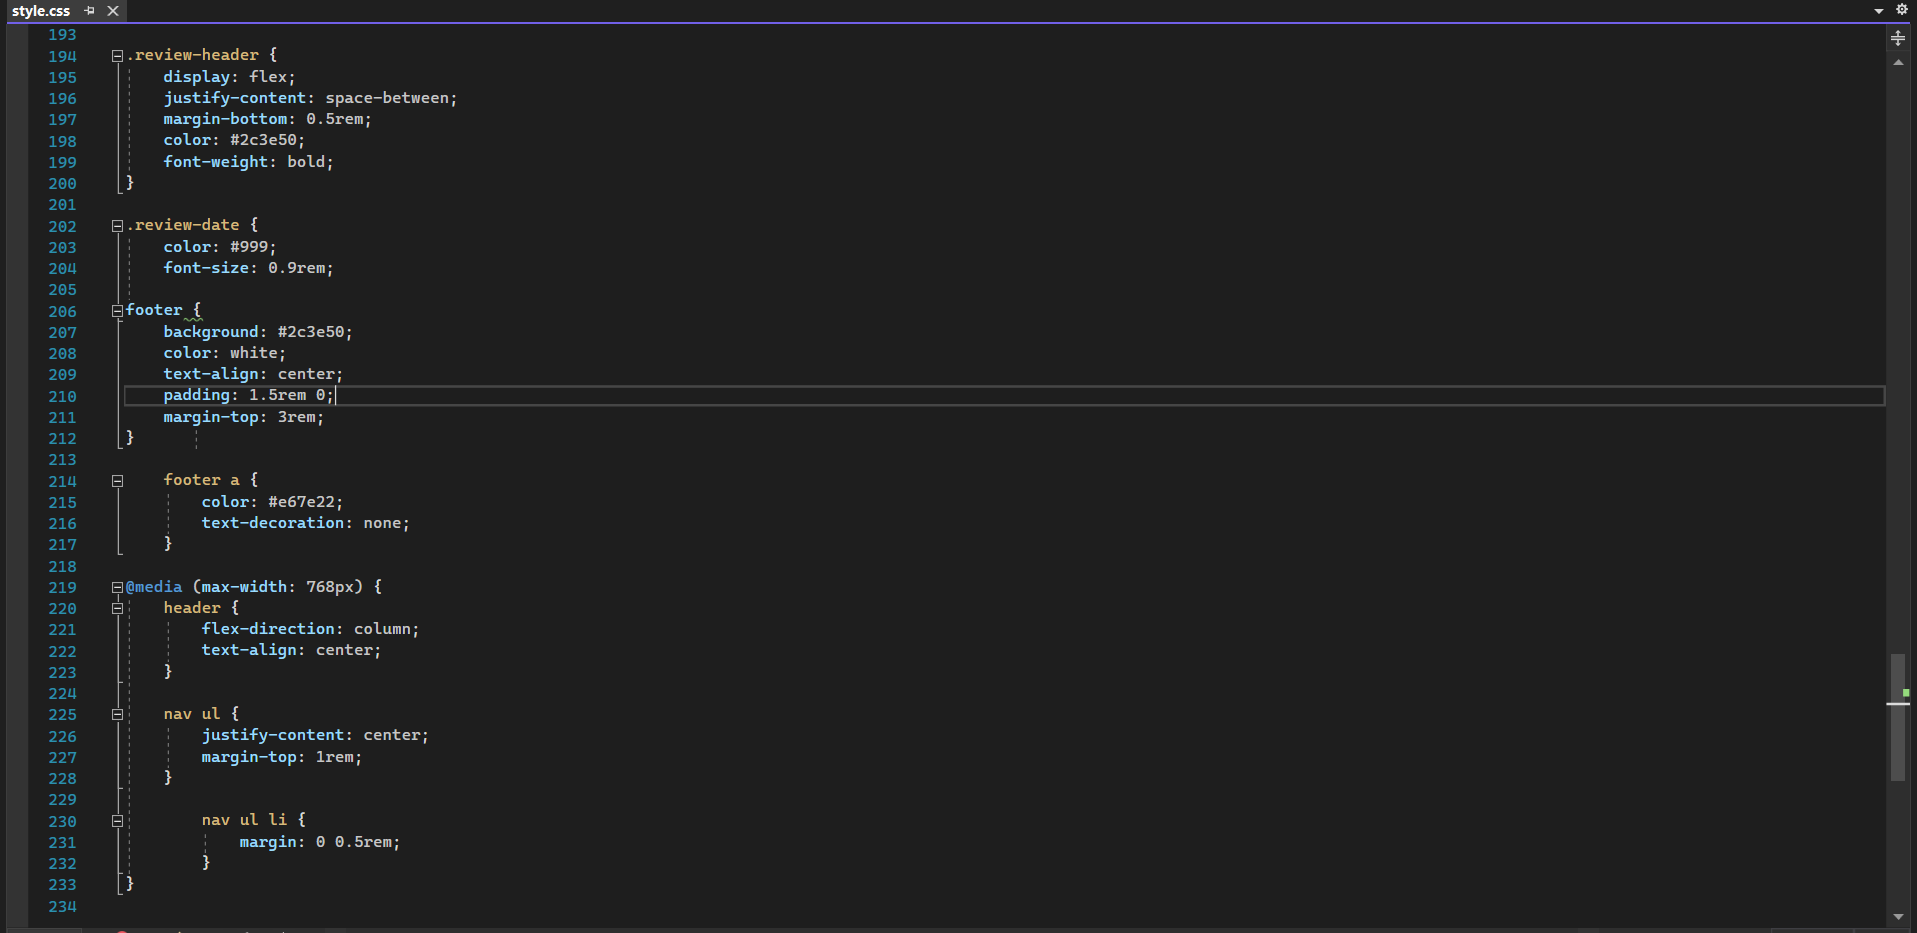 style.css
193
194 .review-header {
195     display: flex;
196     justify-content: space-between;
197     margin-bottom: 0.5rem;
198     color: #2c3e50;
199     font-weight: bold;
200 }
201
202 .review-date {
203     color: #999;
204     font-size: 0.9rem;
205
206 footer {
207     background: #2c3e50;
208     color: white;
209     text-align: center;
210     padding: 1.5rem 0;
211     margin-top: 3rem;
212 }
213
214     footer a {
215         color: #e67e22;
216         text-decoration: none;
217     }
218
219 @media (max-width: 768px) {
220     header {
221         flex-direction: column;
222         text-align: center;
223     }
224
225     nav ul {
226         justify-content: center;
227         margin-top: 1rem;
228     }
229
230         nav ul li {
231             margin: 0 0.5rem;
232         }
233 }
234